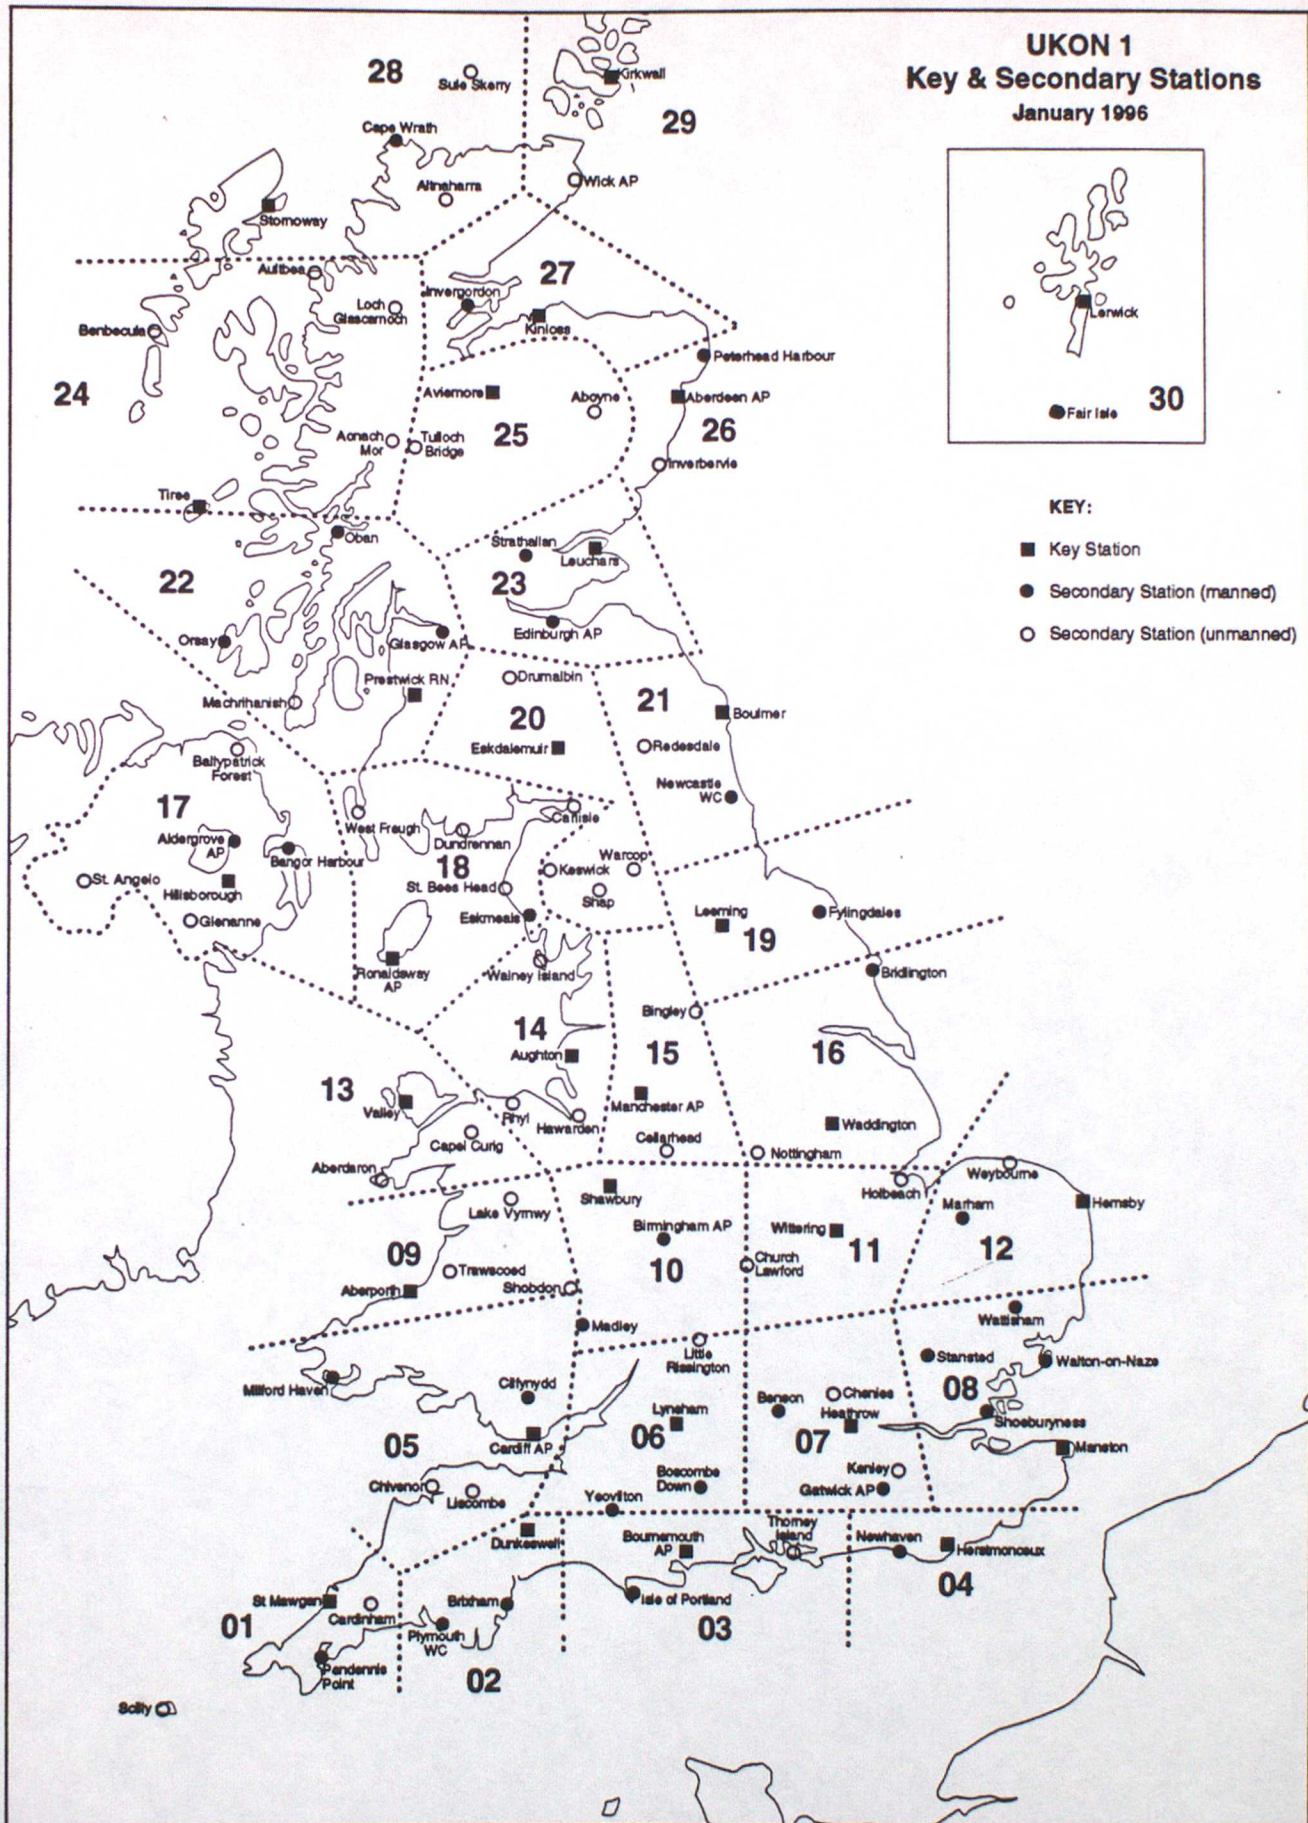 UKON 1
Key & Secondary Stations
January 1996
28
Sule Skerry
Kirkwall
29
Cape Wrath
Altnaharra
Wick AP
Stornoway
Aultbea
27
Invergordon
Loch
Glascarnoch
Kinloss
Benbecula
Lerwick
Peterhead Harbour
24
Aviemore
Aboyne
Aberdeen AP
30
Fair Isle
25
26
Aonach
Mor
Tulloch
Bridge
Inverbervie
Tiree
KEY:
Oban
Strathallan
Leuchars
Key Station
22
23
Secondary Station (manned)
Orsay
Glasgow AP
Edinburgh AP
Secondary Station (unmanned)
Prestwick RN
Drumalbin
Machrihanish
21
Boulmer
20
Eskdalemuir
Redesdale
Ballypatrick
Forest
Newcastle
WC
17
West Freugh
Carlisle
Aldergrove
AP
Dundrennan
Bangor Harbour
18
Warcop
Keswick
St. Angelo
Hillsborough
St. Bees Head
Shap
Glenanne
Eskmeals
Leeming
Fylingdales
19
Ronaldsway
AP
Walney Island
Bridlington
Bingley
14
15
16
Aughton
13
Valley
Manchester AP
Rhyl
Hawarden
Waddington
Capel Curig
Cellarhead
Nottingham
Aberdaron
Weybourne
Holbeach
Shawbury
Marham
Hemsby
Lake Vyrnwy
Birmingham AP
Wittering
11
12
09
Trawscoed
10
Church
Lawford
Aberporth
Shobdon
Madley
Wattisham
Little
Rissington
Stansted
Walton-on-Naze
Milford Haven
Cilfynydd
Benson
Chenies
08
Lyneham
Heathrow
Shoeburyness
05
Cardiff AP
06
07
Manston
Chivenor
Liscombe
Boscombe
Down
Kenley
Gatwick AP
Yeovilton
Dunkeswell
Bournemouth
AP
Thorney
Island
Newhaven
Herstmonceux
04
St Mawgan
Cardinham
Brixham
Isle of Portland
01
Plymouth
WC
03
Pendennis
Point
02
Scilly